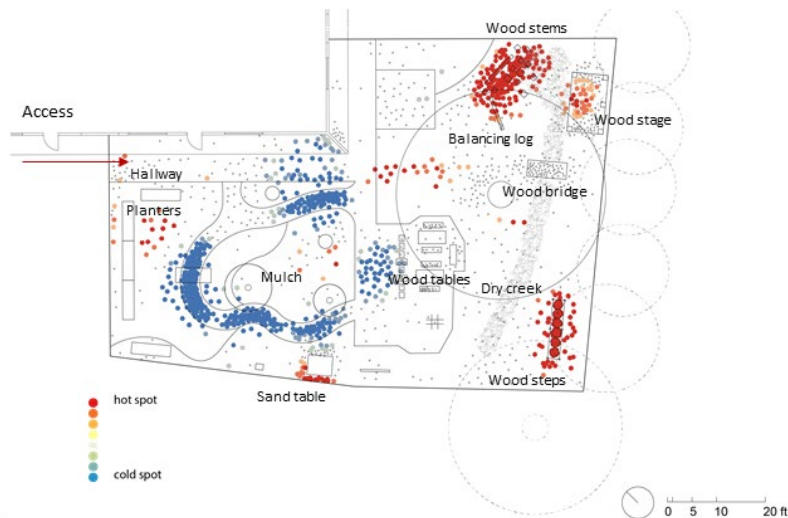 Wood stems
Access
Wood stage
Balancing log
Hallway
Wood bridge
Planters
Mulch
Wood tables
Dry creek
Wood steps
Sand table
hot spot
cold spot
0 5 10 20 ft